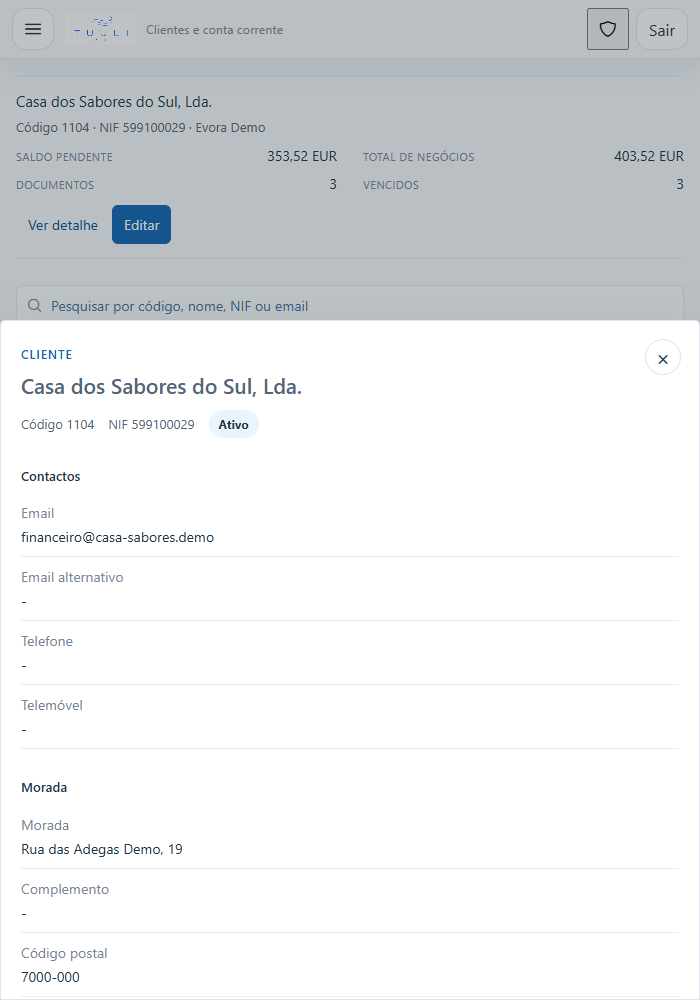 Clientes e conta corrente
Sair
Casa dos Sabores do Sul, Lda.
Código 1104 · NIF 599100029 · Evora Demo
SALDO PENDENTE 353,52 EUR TOTAL DE NEGÓCIOS 403,52 EUR
DOCUMENTOS 3 VENCIDOS 3
Ver detalhe Editar
Pesquisar por código, nome, NIF ou email
CLIENTE
Casa dos Sabores do Sul, Lda.
Código 1104 NIF 599100029 Ativo
Contactos
Email
financeiro@casa-sabores.demo
Email alternativo
-
Telefone
-
Telemóvel
-
Morada
Morada
Rua das Adegas Demo, 19
Complemento
-
Código postal
7000-000